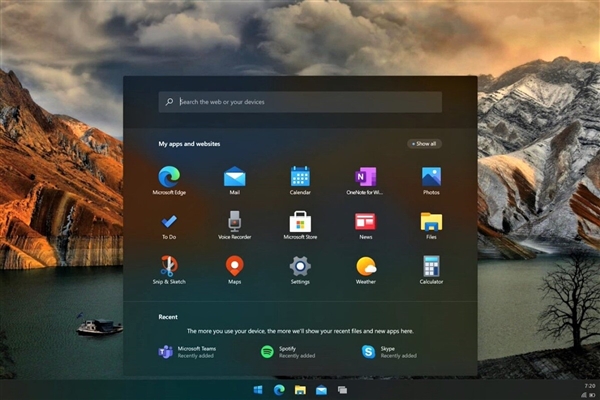 Search the web or your devices
My apps and websites
+ Show all
Microsoft Edge
Mail
Calendar
OneNote for Wi...
Photos
To Do
Voice Recorder
Microsoft Store
News
Files
Snip & Sketch
Maps
Settings
Weather
Calculator
Recent
The more you use your device, the more we'll show your recent files and new apps here.
Microsoft Teams
Recently added
Spotify
Recently added
Skype
Recently added
7:20